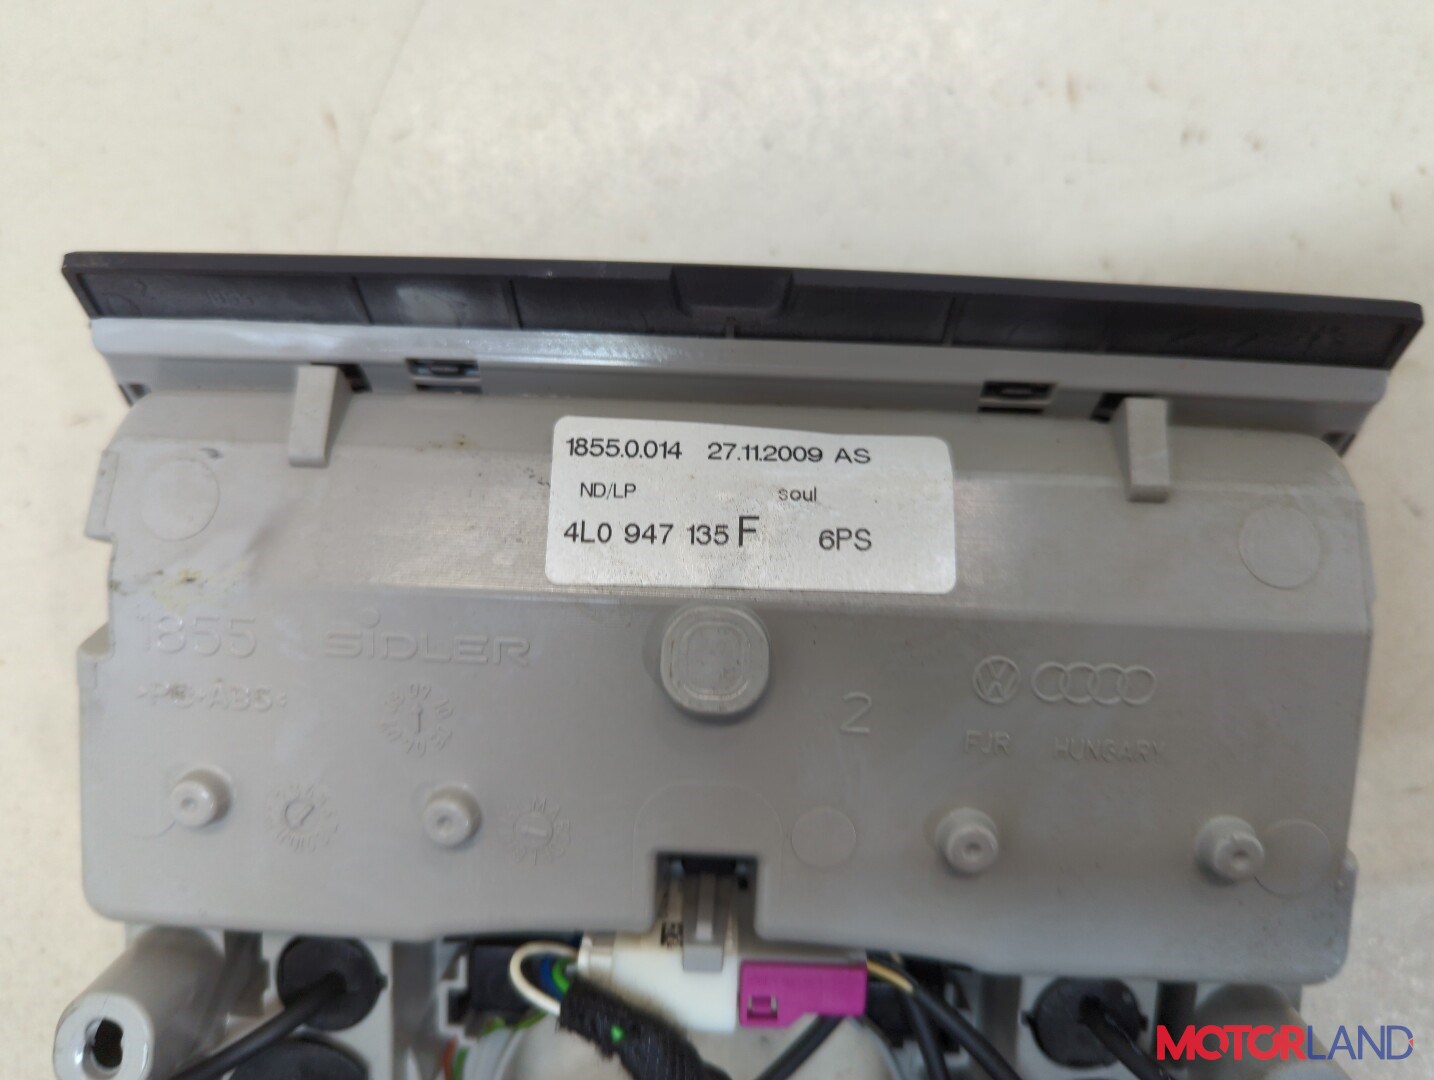 1855.0.014 27.11.2009 AS
ND/LP soul
4L0 947 135 F 6PS
1855 SiDLER
>PC+ABS<
2
FJR HUNGARY
MOTORLAND